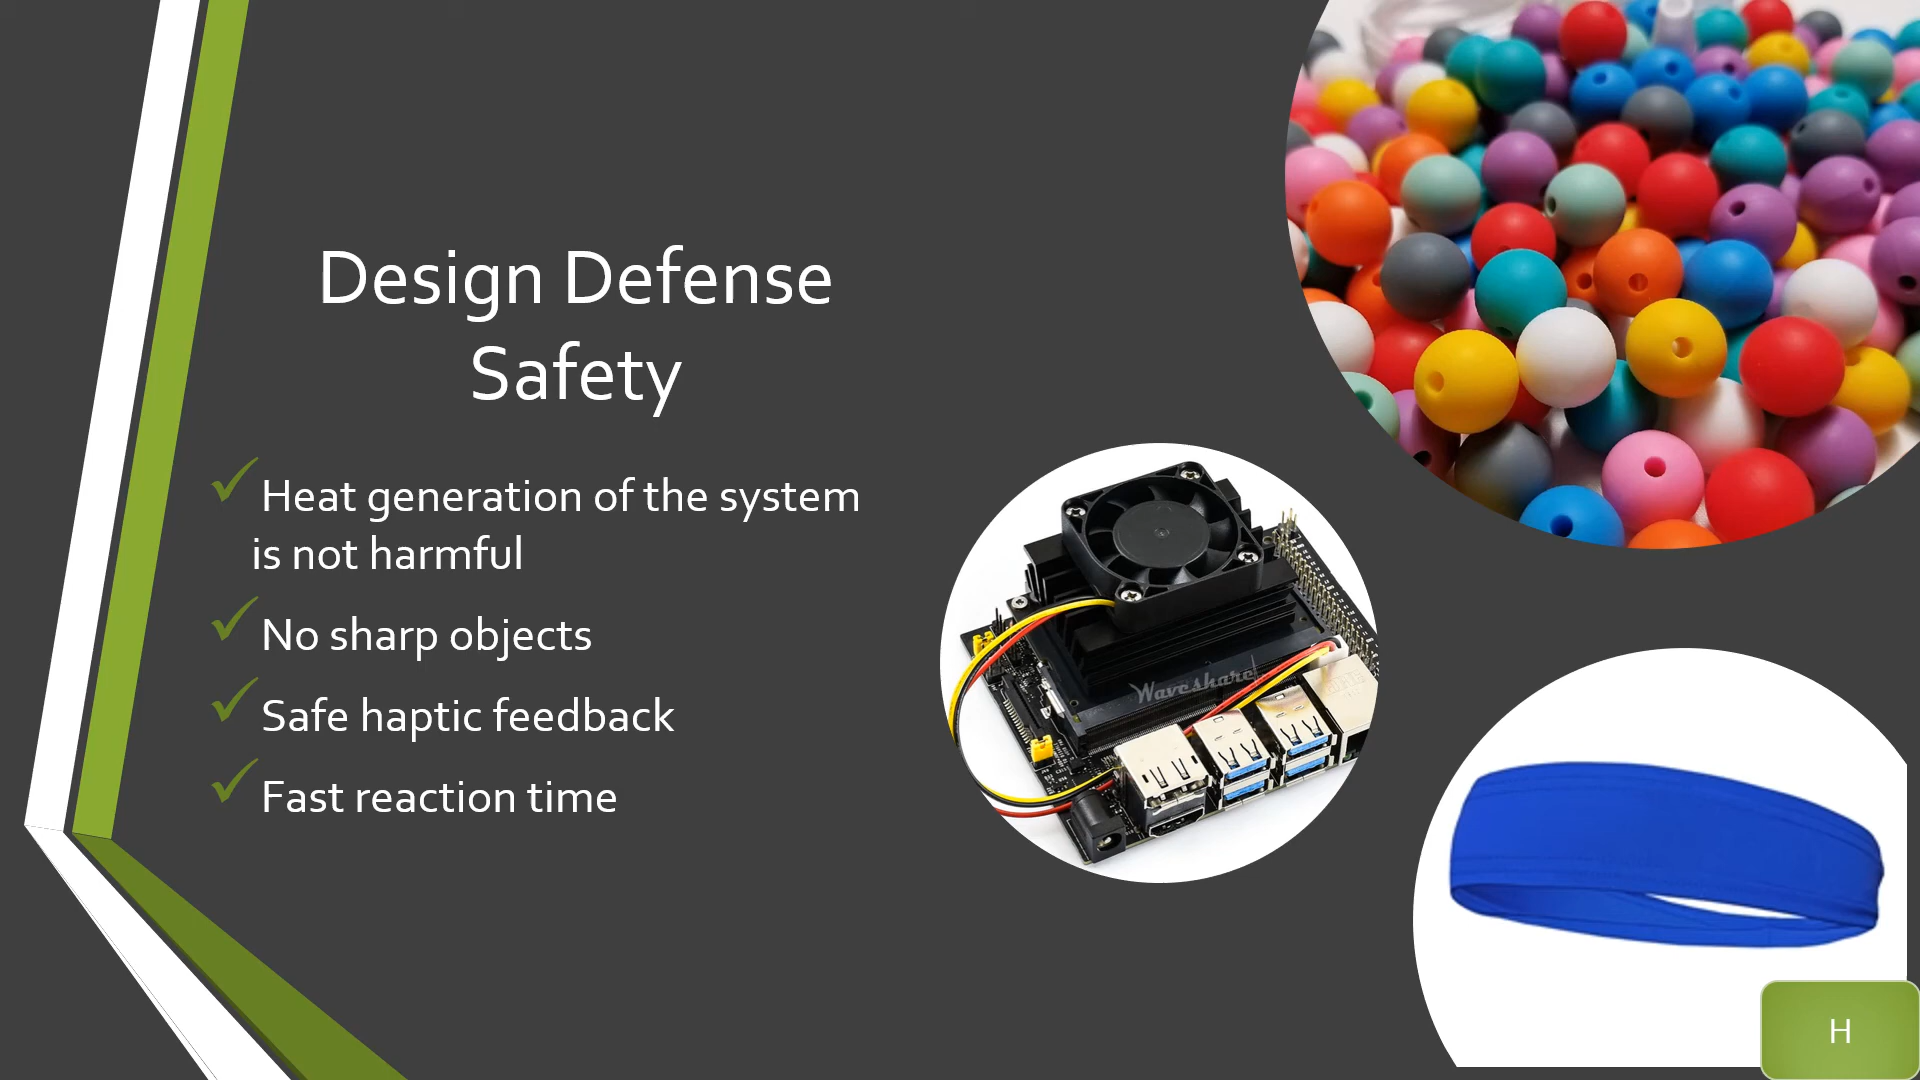 Design Defense
Safety
Heat generation of the system
is not harmful
No sharp objects
Safe haptic feedback
Fast reaction time
Waveshare
H